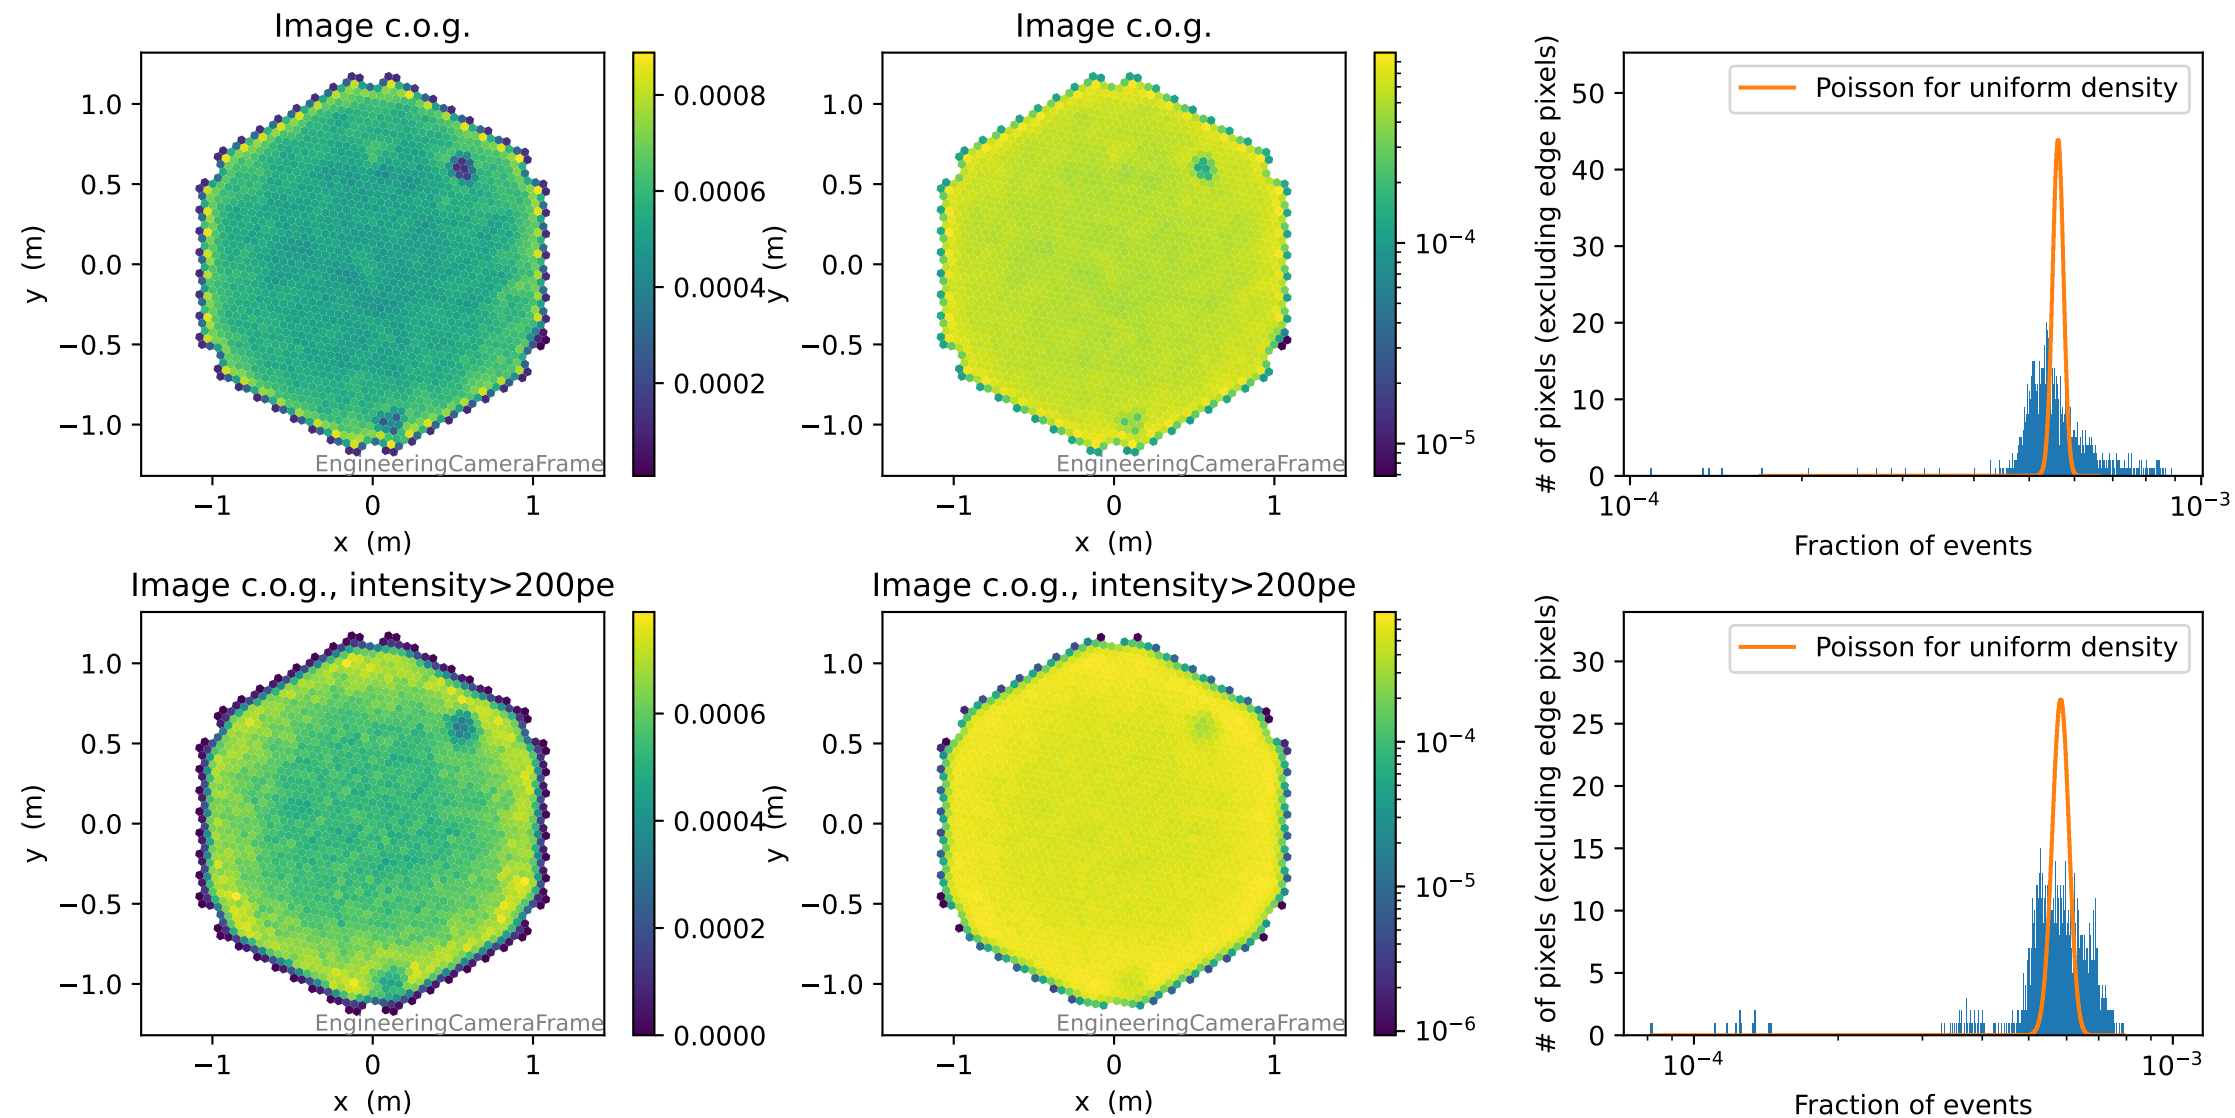 Image c.o.g.
1.0
0.5
0.0
−0.5
−1.0
y (m)
−1
0
1
x (m)
EngineeringCameraFrame
0.0008
0.0006
0.0004
0.0002
Image c.o.g.
1.0
0.5
0.0
−0.5
−1.0
y (m)
−1
0
1
x (m)
EngineeringCameraFrame
10−4
10−5
# of pixels (excluding edge pixels)
50
40
30
20
10
0
Poisson for uniform density
10−4
10−3
Fraction of events
Image c.o.g., intensity>200pe
1.0
0.5
0.0
−0.5
−1.0
y (m)
−1
0
1
x (m)
EngineeringCameraFrame
0.0006
0.0004
0.0002
0.0000
Image c.o.g., intensity>200pe
1.0
0.5
0.0
−0.5
−1.0
y (m)
−1
0
1
x (m)
EngineeringCameraFrame
10−4
10−5
10−6
# of pixels (excluding edge pixels)
30
25
20
15
10
5
0
Poisson for uniform density
10−4
10−3
Fraction of events